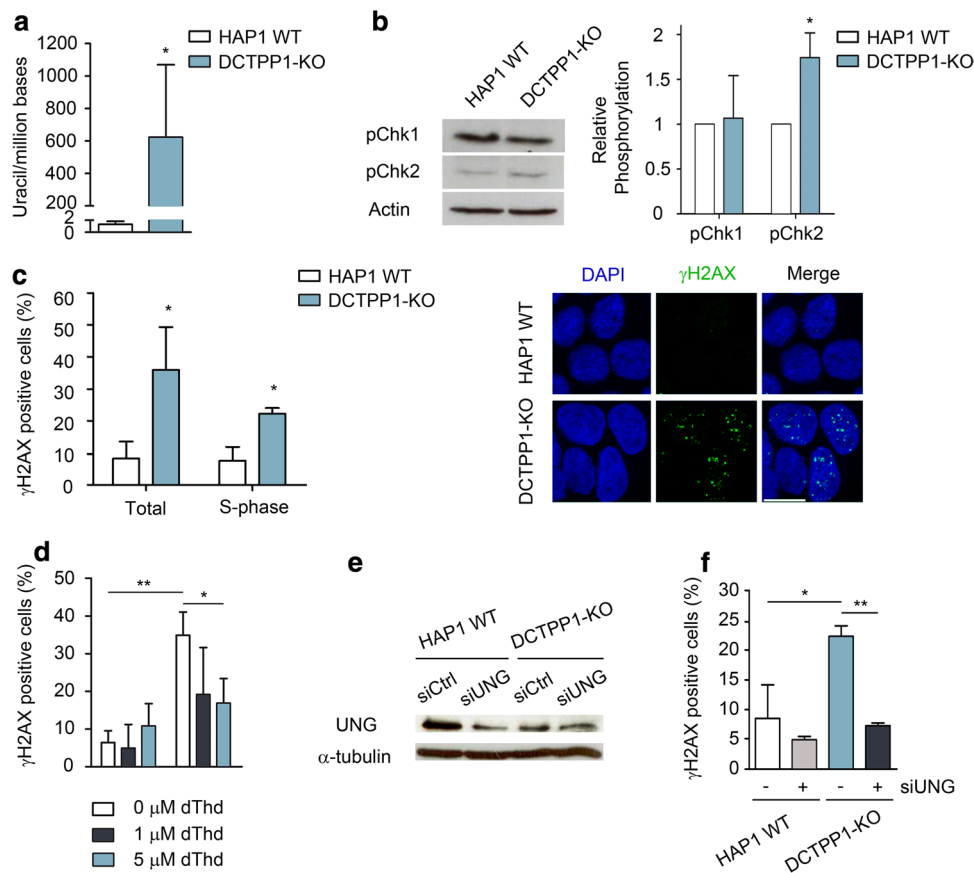 a
HAP1 WT
DCTPP1-KO
Uracil/million bases
1200
1000
800
600
400
200
2
0
*
b
HAP1 WT
DCTPP1-KO
pChk1
pChk2
Actin
HAP1 WT
DCTPP1-KO
Relative
Phosphorylation
2
1.5
1
0.5
0
*
pChk1
pChk2
c
HAP1 WT
DCTPP1-KO
γH2AX positive cells (%)
60
50
40
30
20
10
0
*
*
Total
S-phase
DAPI
γH2AX
Merge
HAP1 WT
DCTPP1-KO
d
γH2AX positive cells (%)
50
40
30
20
10
0
**
*
0 μM dThd
1 μM dThd
5 μM dThd
e
HAP1 WT
DCTPP1-KO
siCtrl
siUNG
siCtrl
siUNG
UNG
α-tubulin
f
γH2AX positive cells (%)
30
25
20
15
10
5
0
*
**
- + - + siUNG
HAP1 WT
DCTPP1-KO